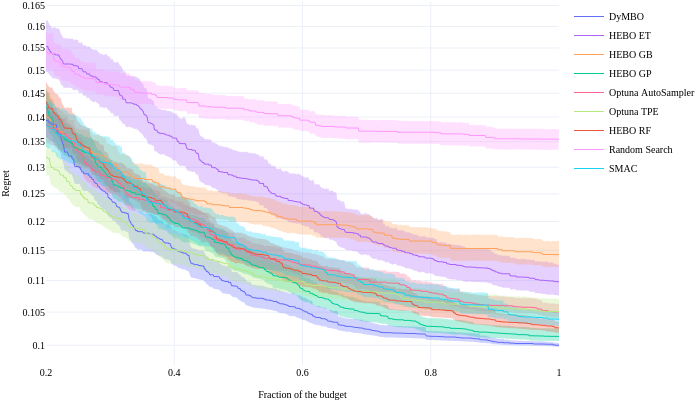 0.165
0.16
0.155
0.15
0.145
0.14
0.135
0.13
0.125
0.12
0.115
0.11
0.105
0.1
Regret
0.2
0.4
0.6
0.8
1
Fraction of the budget
DyMBO
HEBO ET
HEBO GB
HEBO GP
Optuna AutoSampler
Optuna TPE
HEBO RF
Random Search
SMAC